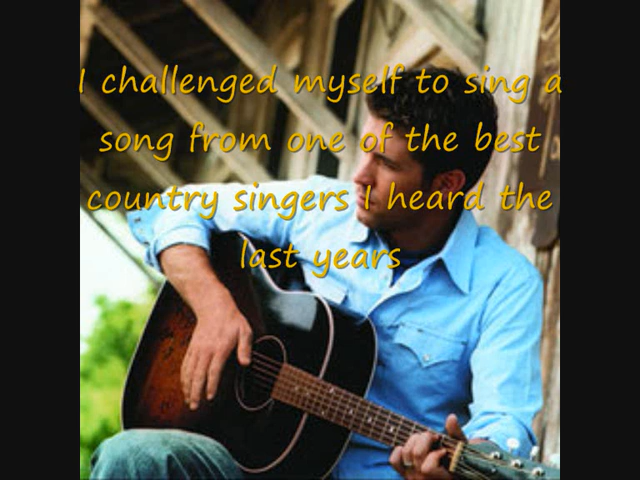 I challenged myself to sing a
song from one of the best
country singers I heard the
last years